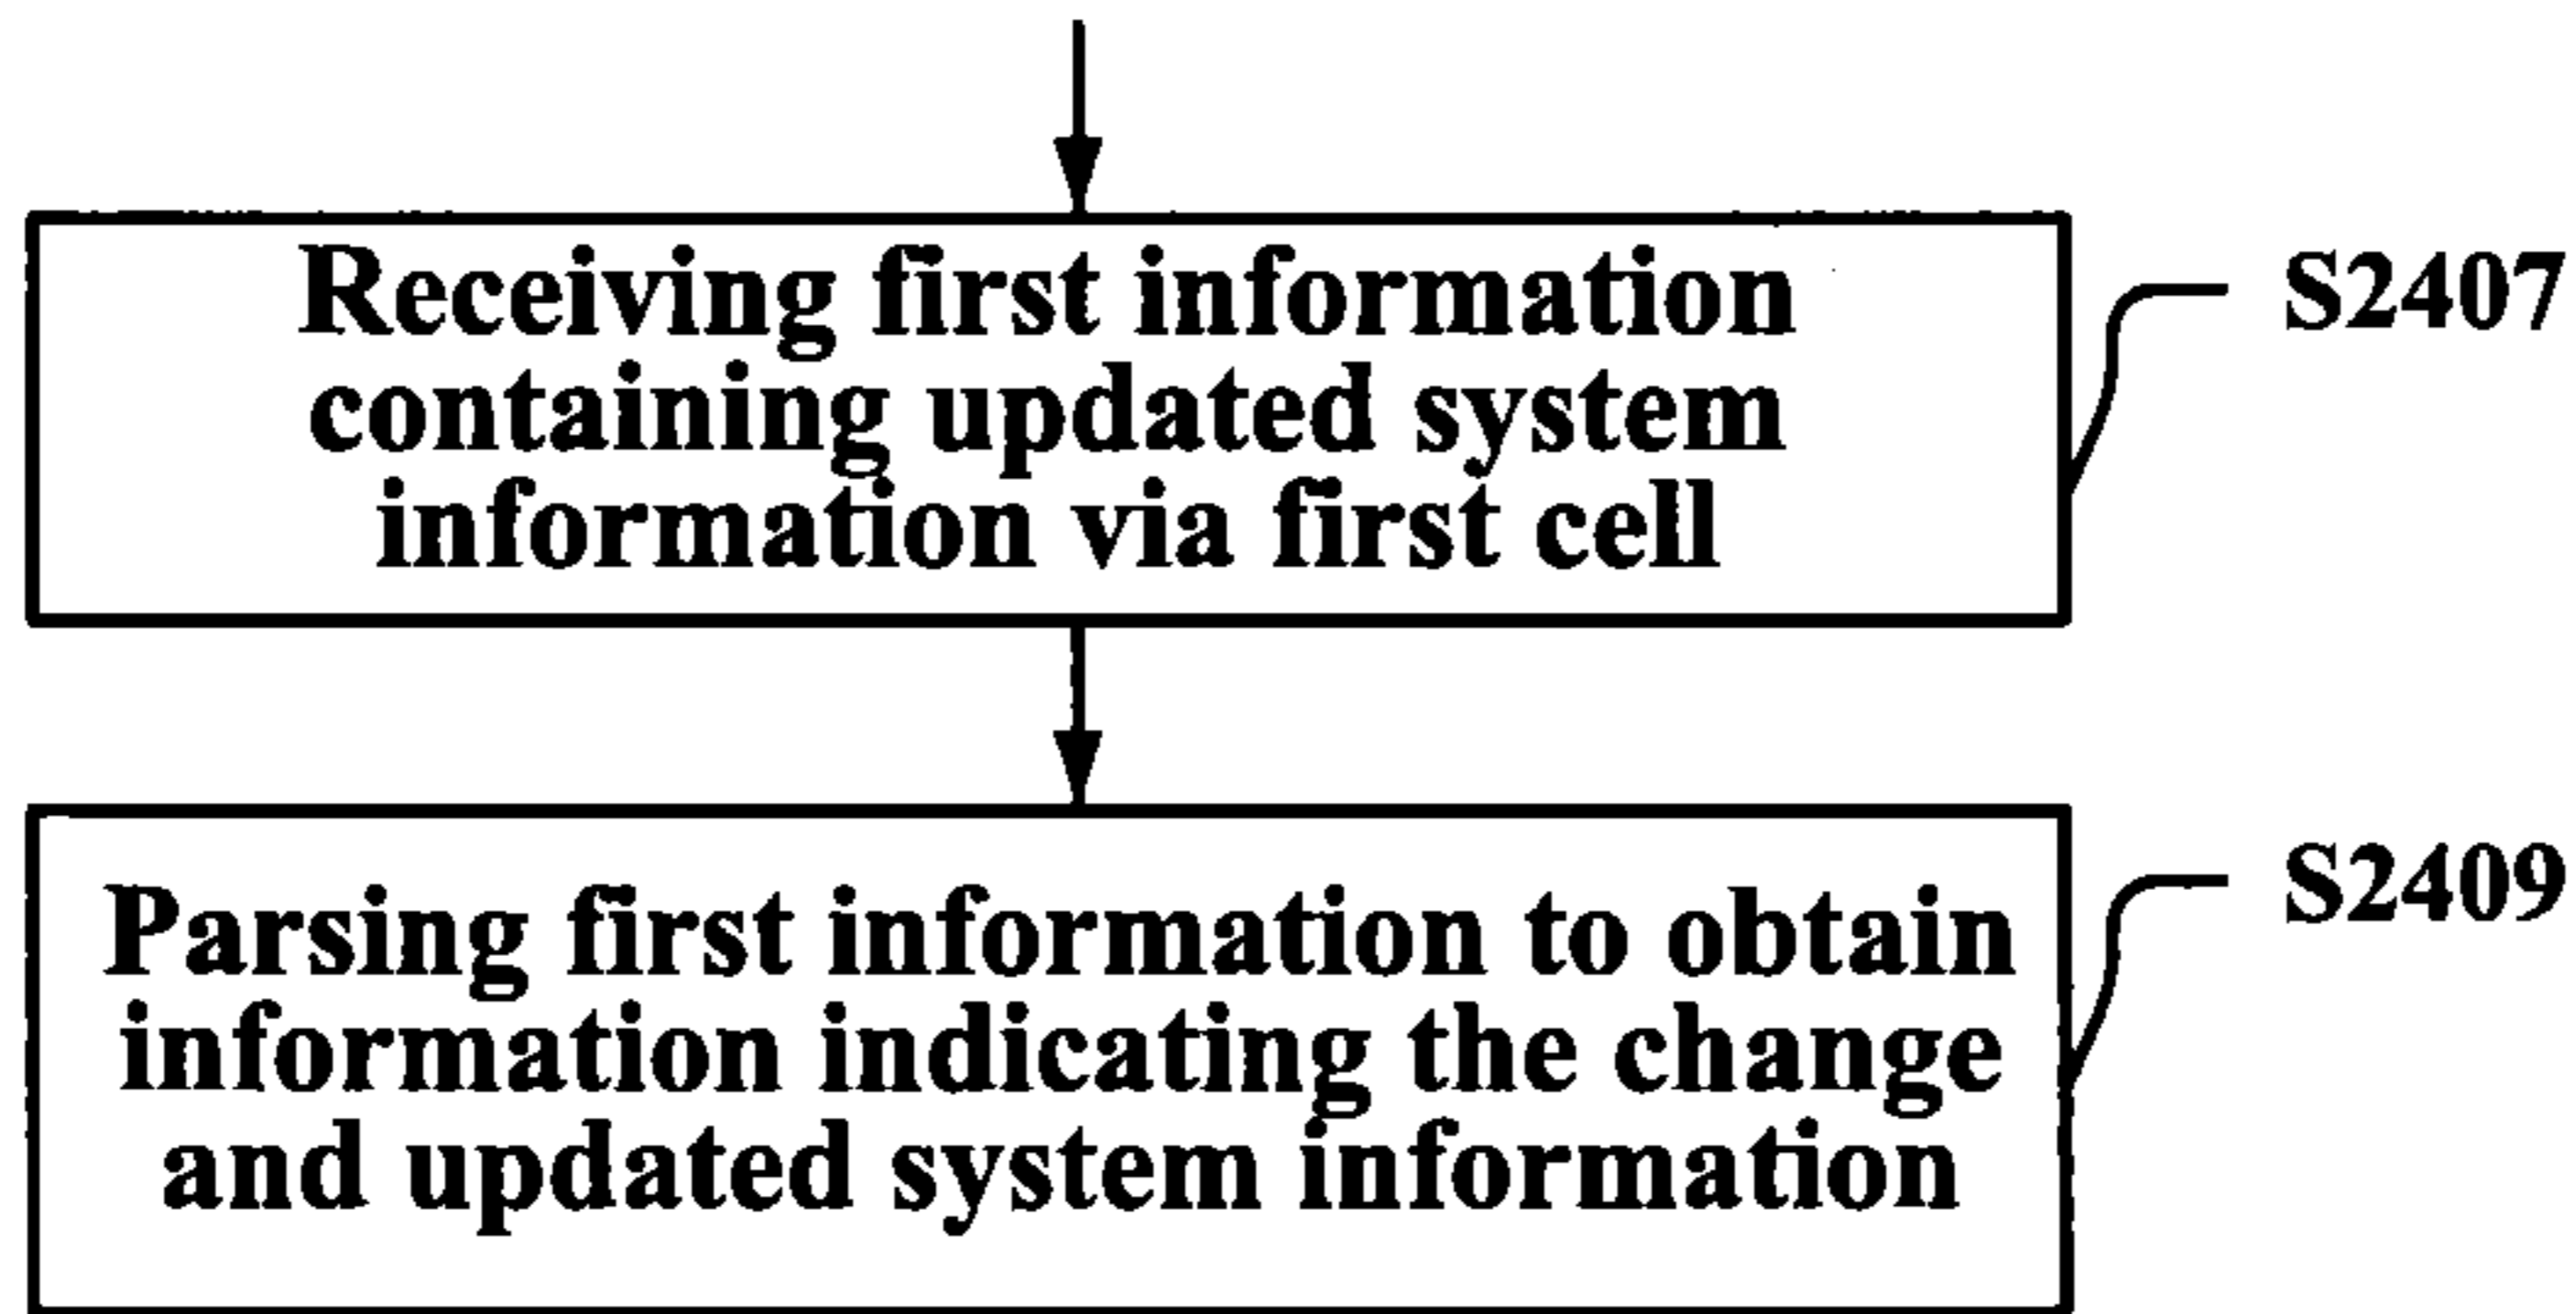 Receiving first information
containing updated system
information via first cell
S2407
Parsing first information to obtain
information indicating the change
and updated system information
S2409